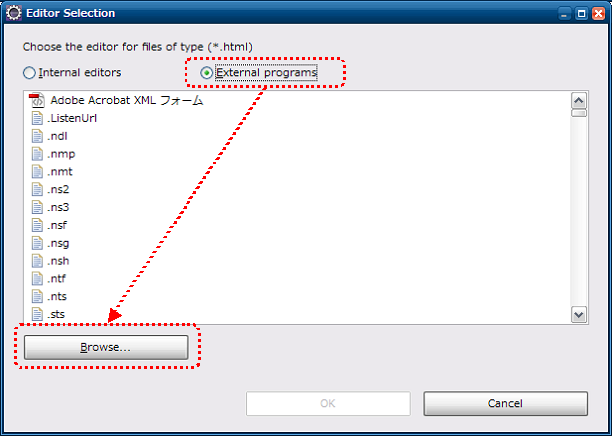 Editor Selection
Choose the editor for files of type (*.html)
Internal editors External programs
Adobe Acrobat XML フォーム
.ListenUrl
.ndl
.nmp
.nmt
.ns2
.ns3
.nsf
.nsg
.nsh
.ntf
.nts
.sts
Browse...
OK Cancel